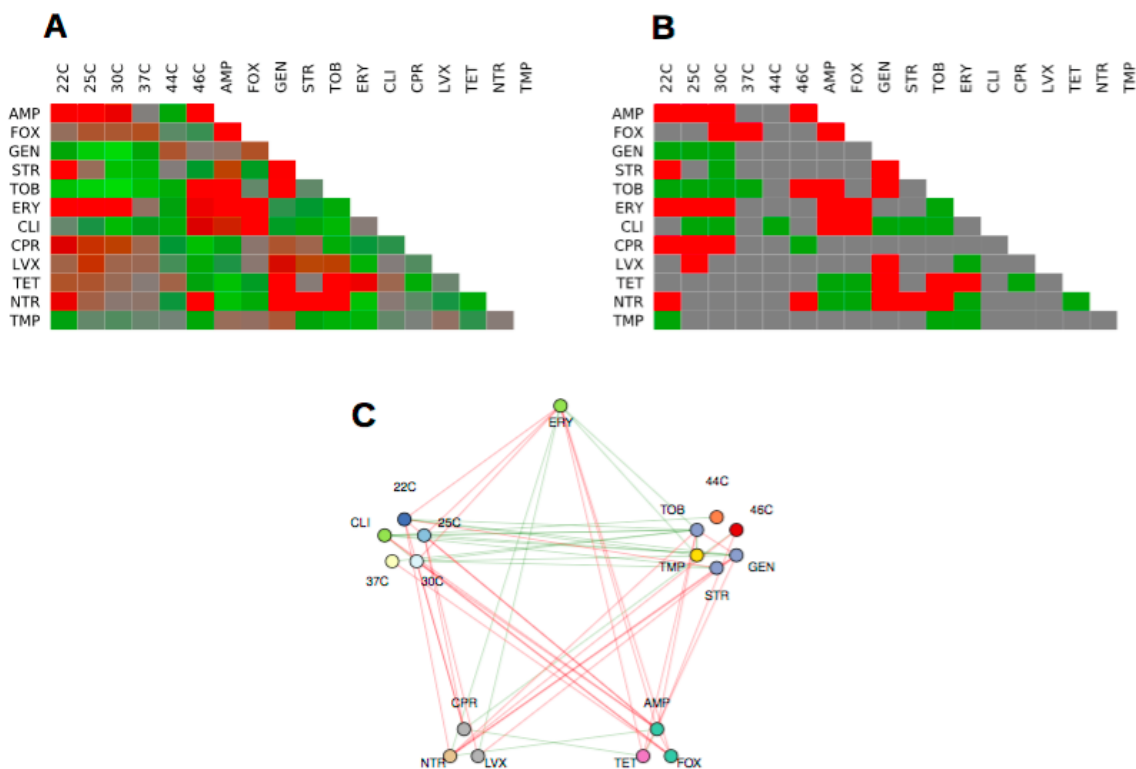 A
B
22C 25C 30C 37C 44C 46C AMP FOX GEN STR TOB ERY CLI CPR LVX TET NTR TMP
22C 25C 30C 37C 44C 46C AMP FOX GEN STR TOB ERY CLI CPR LVX TET NTR TMP
AMP
FOX
GEN
STR
TOB
ERY
CLI
CPR
LVX
TET
NTR
TMP
AMP
FOX
GEN
STR
TOB
ERY
CLI
CPR
LVX
TET
NTR
TMP
C
ERY
22C
44C
CLI
25C
TOB
46C
37C
30C
TMP
GEN
STR
CPR
AMP
NTR
LVX
TET
FOX